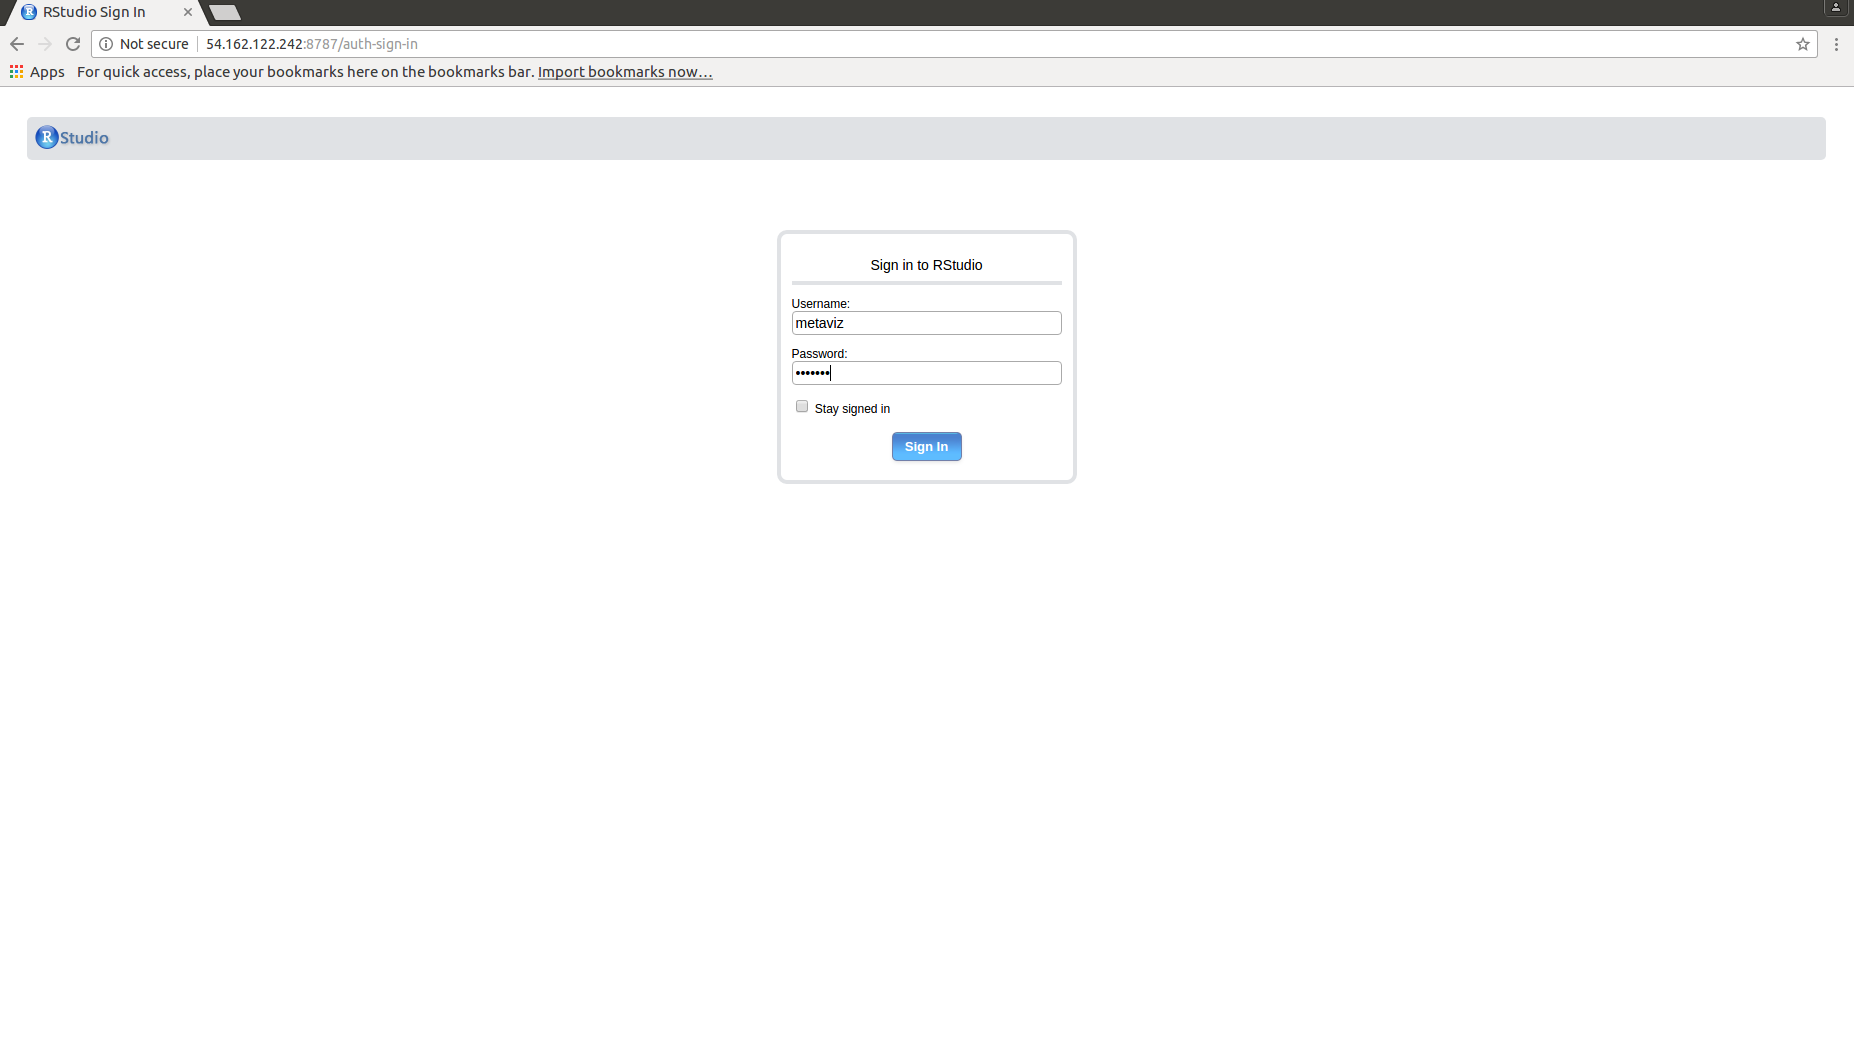 RStudio Sign In
Not secure 54.162.122.242:8787/auth-sign-in
Apps For quick access, place your bookmarks here on the bookmarks bar. Import bookmarks now...
R Studio
Sign in to RStudio
Username:
metaviz
Password:
•••••••
Stay signed in
Sign In